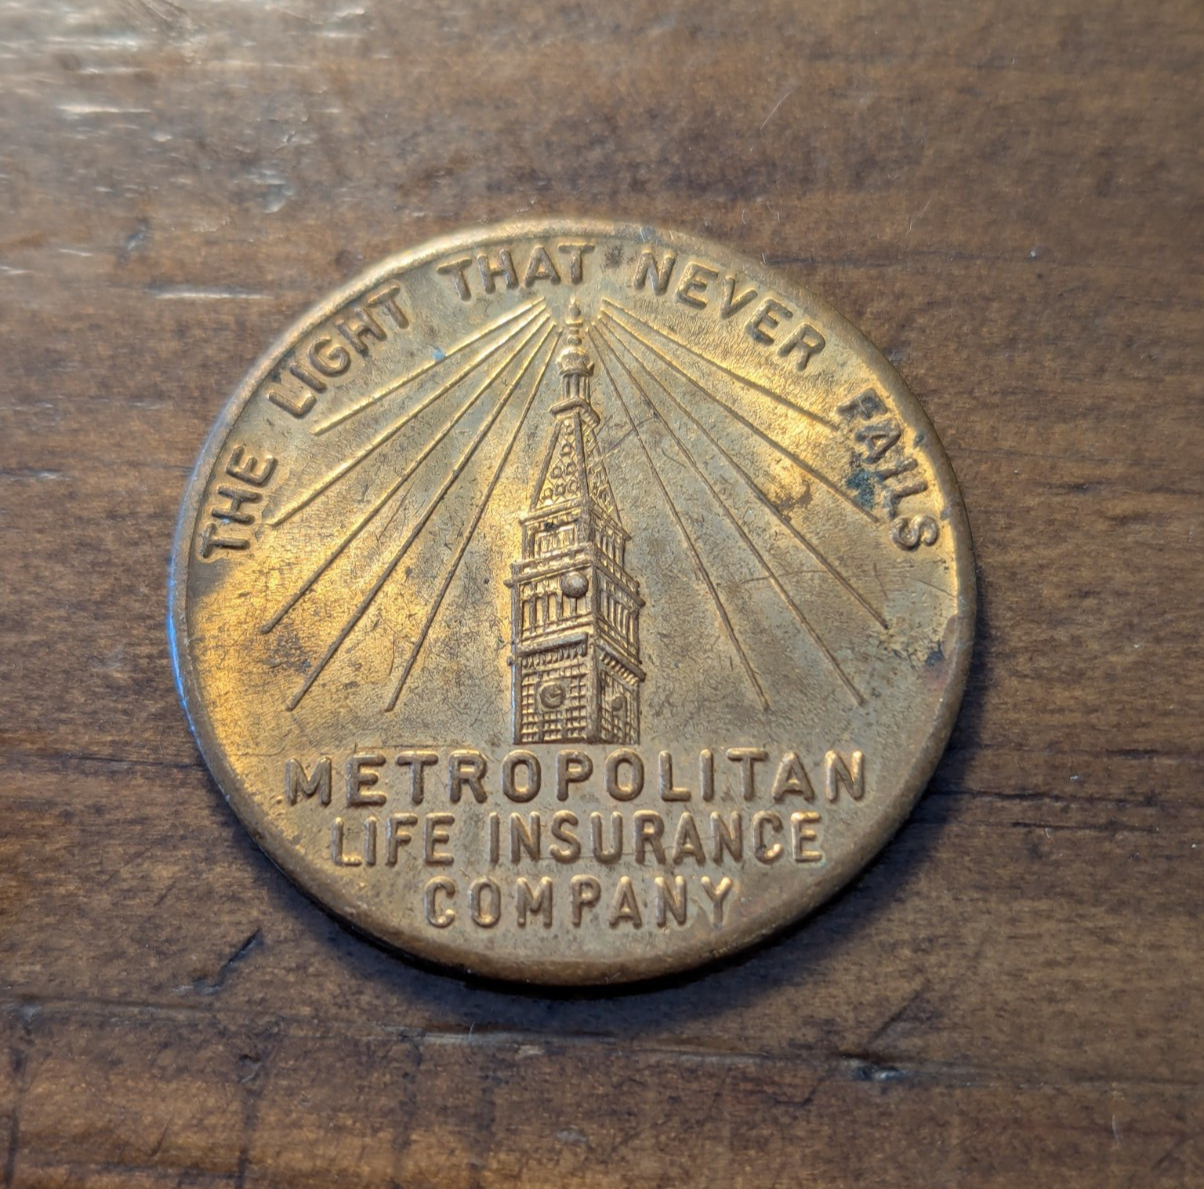 THE LIGHT THAT NEVER FAILS
METROPOLITAN
LIFE INSURANCE
COMPANY